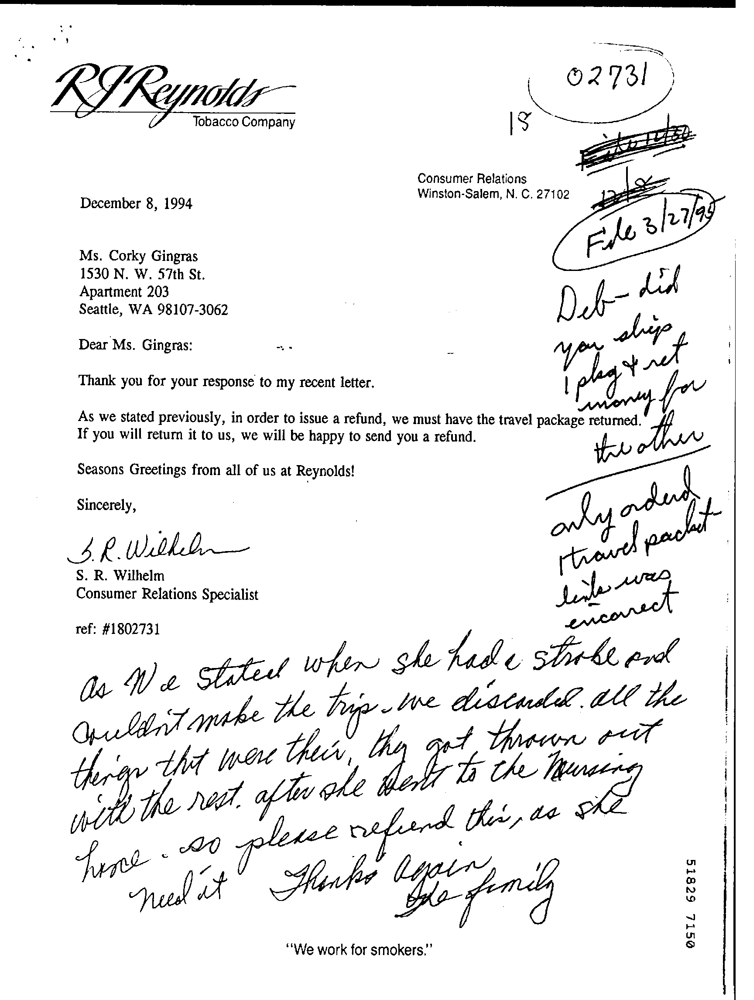 RJReynolds
Tobacco Company
02731
18
Consumer Relations
Winston-Salem, N. C. 27102
File 3/27/95
December 8, 1994
Ms. Corky Gingras
1530 N. W. 57th St.
Apartment 203
Seattle, WA 98107-3062
Deb - did
you ship
1 pkg & ret
money for
the other
Dear Ms. Gingras:
Thank you for your response to my recent letter.
As we stated previously, in order to issue a refund, we must have the travel package returned.
If you will return it to us, we will be happy to send you a refund.
Seasons Greetings from all of us at Reynolds!
Sincerely,
only orderd
1 travel packet
was
encorrect
S. R. Wilhelm
S. R. Wilhelm
Consumer Relations Specialist
ref: #1802731
as We stated when she had a stroke and
couldn't make the trip - we discarded. all the
things tht were their, they got thrown out
with the rest. after she went to the Nursing
home - so please refund this, as she
need it Thanks again
The family
51829 7150
"We work for smokers."